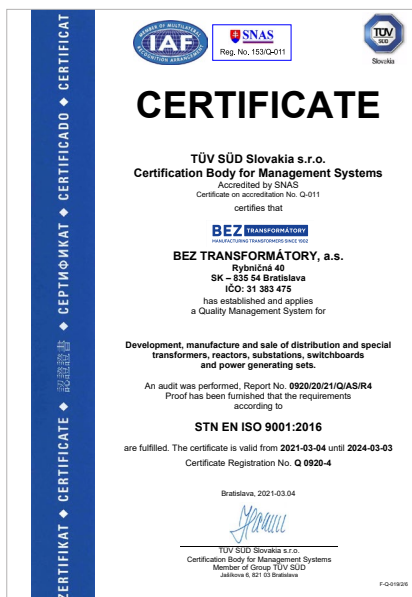 MEMBER OF MULTILATERAL
IAF
RECOGNITION ARRANGEMENT
SNAS
Reg. No. 153/Q-011
TÜV
SÜD
Slovakia
CERTIFICATE
TÜV SÜD Slovakia s.r.o.
Certification Body for Management Systems
Accredited by SNAS
Certificate on accreditation No. Q-011
certifies that
BEZ TRANSFORMÁTORY
MANUFACTURING TRANSFORMERS SINCE 1902
BEZ TRANSFORMÁTORY, a.s.
Rybničná 40
SK – 835 54 Bratislava
IČO: 31 383 475
has established and applies
a Quality Management System for
Development, manufacture and sale of distribution and special
transformers, reactors, substations, switchboards
and power generating sets.
An audit was performed, Report No. 0920/20/21/Q/AS/R4
Proof has been furnished that the requirements
according to
STN EN ISO 9001:2016
are fulfilled. The certificate is valid from 2021-03-04 until 2024-03-03
Certificate Registration No. Q 0920-4
Bratislava, 2021-03.04
TÜV SÜD Slovakia s.r.o.
Certification Body for Management Systems
Member of Group TÜV SÜD
Jašíkova 6, 821 03 Bratislava
F-Q-019/2/6
ZERTIFIKAT ◆ CERTIFICATE ◆ 認證證書 ◆ СЕРТИФИКАТ ◆ CERTIFICADO ◆ CERTIFICAT